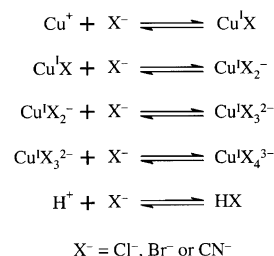 Cu⁺ + X⁻ ⇌ CuᴵX
CuᴵX + X⁻ ⇌ CuᴵX₂⁻
CuᴵX₂⁻ + X⁻ ⇌ CuᴵX₃²⁻
CuᴵX₃²⁻ + X⁻ ⇌ CuᴵX₄³⁻
H⁺ + X⁻ ⇌ HX
X⁻ = Cl⁻, Br⁻ or CN⁻